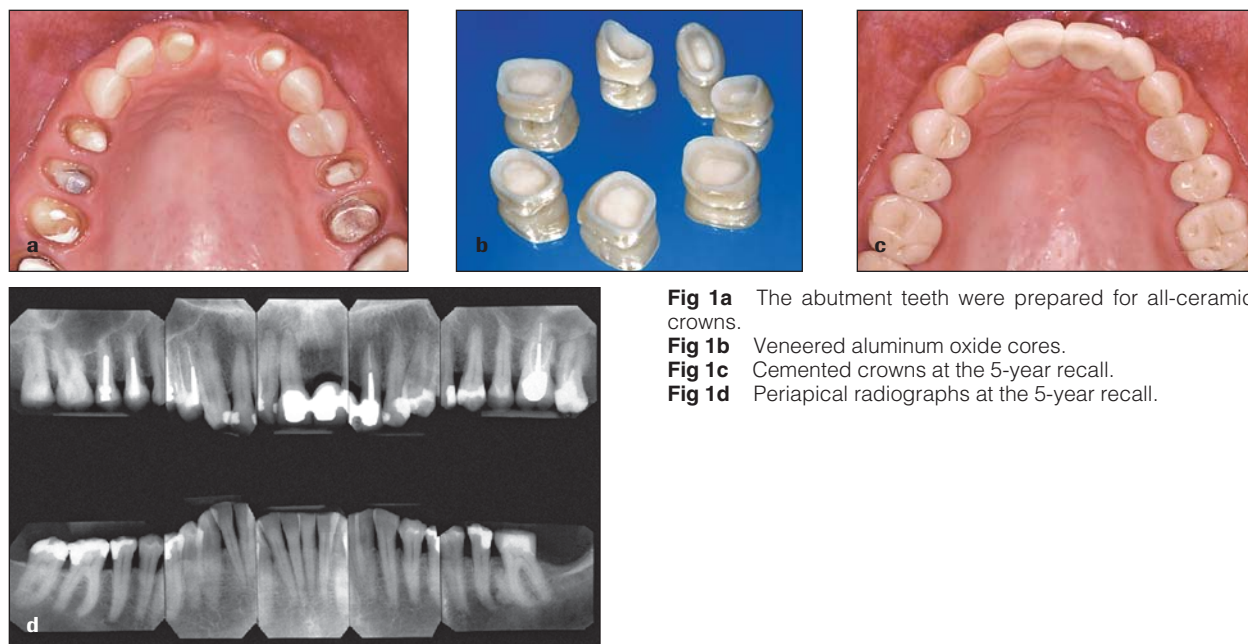 a
b
c
d
Fig 1a The abutment teeth were prepared for all-ceramic
crowns.
Fig 1b Veneered aluminum oxide cores.
Fig 1c Cemented crowns at the 5-year recall.
Fig 1d Periapical radiographs at the 5-year recall.